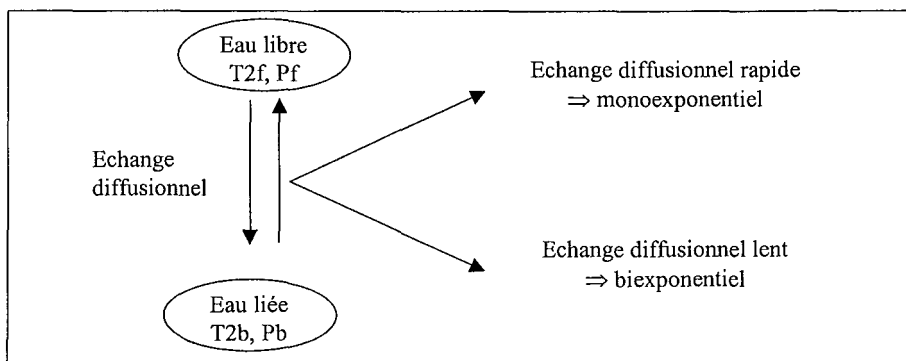 Eau libre
T2f, Pf
Echange diffusionnel rapide
⇒ monoexponentiel
Echange
diffusionnel
Echange diffusionnel lent
⇒ biexponentiel
Eau liée
T2b, Pb